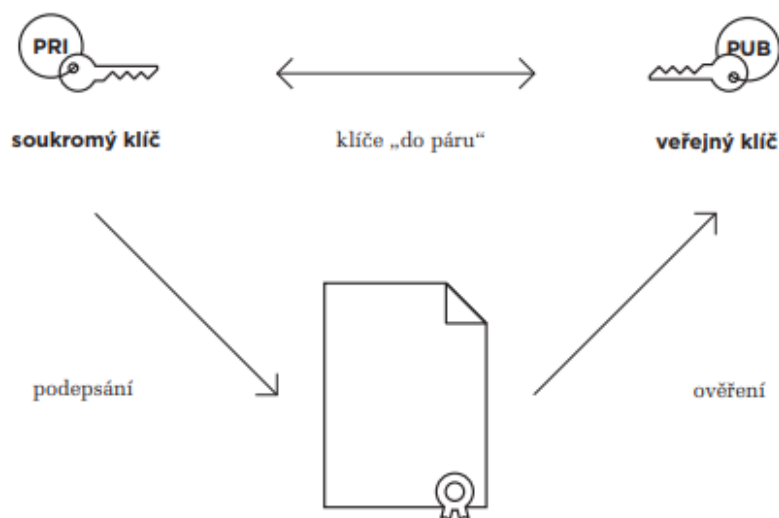 PRI
PUB
soukromý klíč
klíče „do páru“
veřejný klíč
podepsání
ověření